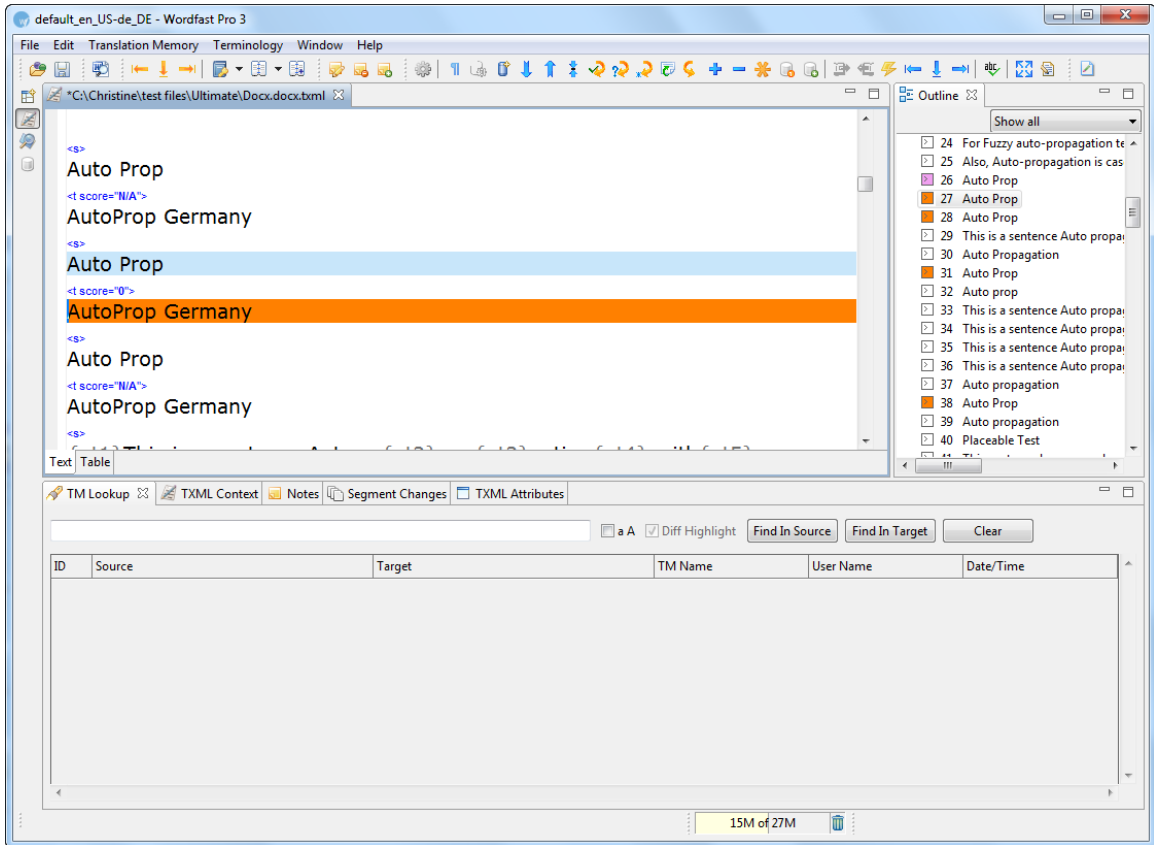 default_en_US-de_DE - Wordfast Pro 3
File Edit Translation Memory Terminology Window Help
*C:\Christine\test files\Ultimate\Docx.docx.txml
<s>
Auto Prop
<t score="N/A">
AutoProp Germany
<s>
Auto Prop
<t score="0">
AutoProp Germany
<s>
Auto Prop
<t score="N/A">
AutoProp Germany
<s>
Text Table
Outline
Show all
24 For Fuzzy auto-propagation te
25 Also, Auto-propagation is cas
26 Auto Prop
27 Auto Prop
28 Auto Prop
29 This is a sentence Auto propa
30 Auto Propagation
31 Auto Prop
32 Auto prop
33 This is a sentence Auto propa
34 This is a sentence Auto propa
35 This is a sentence Auto propa
36 This is a sentence Auto propa
37 Auto propagation
38 Auto Prop
39 Auto propagation
40 Placeable Test
TM Lookup TXML Context Notes Segment Changes TXML Attributes
a A Diff Highlight Find In Source Find In Target Clear
ID Source Target TM Name User Name Date/Time
15M of 27M